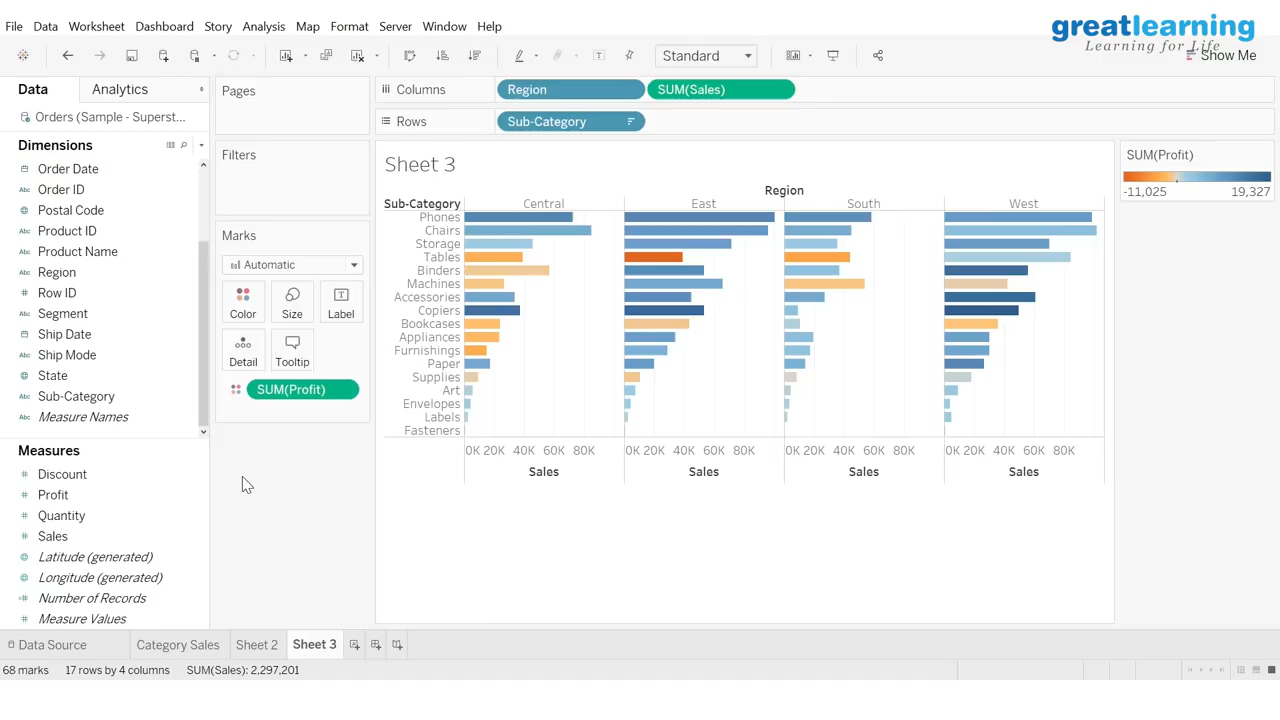 File Data Worksheet Dashboard Story Analysis Map Format Server Window Help
greatlearning
Learning for Life
Standard
Show Me
Data Analytics
Orders (Sample - Superst...
Dimensions
Order Date
Order ID
Postal Code
Product ID
Product Name
Region
Row ID
Segment
Ship Date
Ship Mode
State
Sub-Category
Measure Names
Measures
Discount
Profit
Quantity
Sales
Latitude (generated)
Longitude (generated)
Number of Records
Measure Values
Pages
Filters
Marks
Automatic
Color Size Label
Detail Tooltip
SUM(Profit)
Columns Region SUM(Sales)
Rows Sub-Category
Sheet 3
Region
Sub-Category Central East South West
Phones
Chairs
Storage
Tables
Binders
Machines
Accessories
Copiers
Bookcases
Appliances
Furnishings
Paper
Supplies
Art
Envelopes
Labels
Fasteners
0K 20K 40K 60K 80K 0K 20K 40K 60K 80K 0K 20K 40K 60K 80K 0K 20K 40K 60K 80K
Sales Sales Sales Sales
SUM(Profit)
-11,025 19,327
Data Source Category Sales Sheet 2 Sheet 3
68 marks 17 rows by 4 columns SUM(Sales): 2,297,201